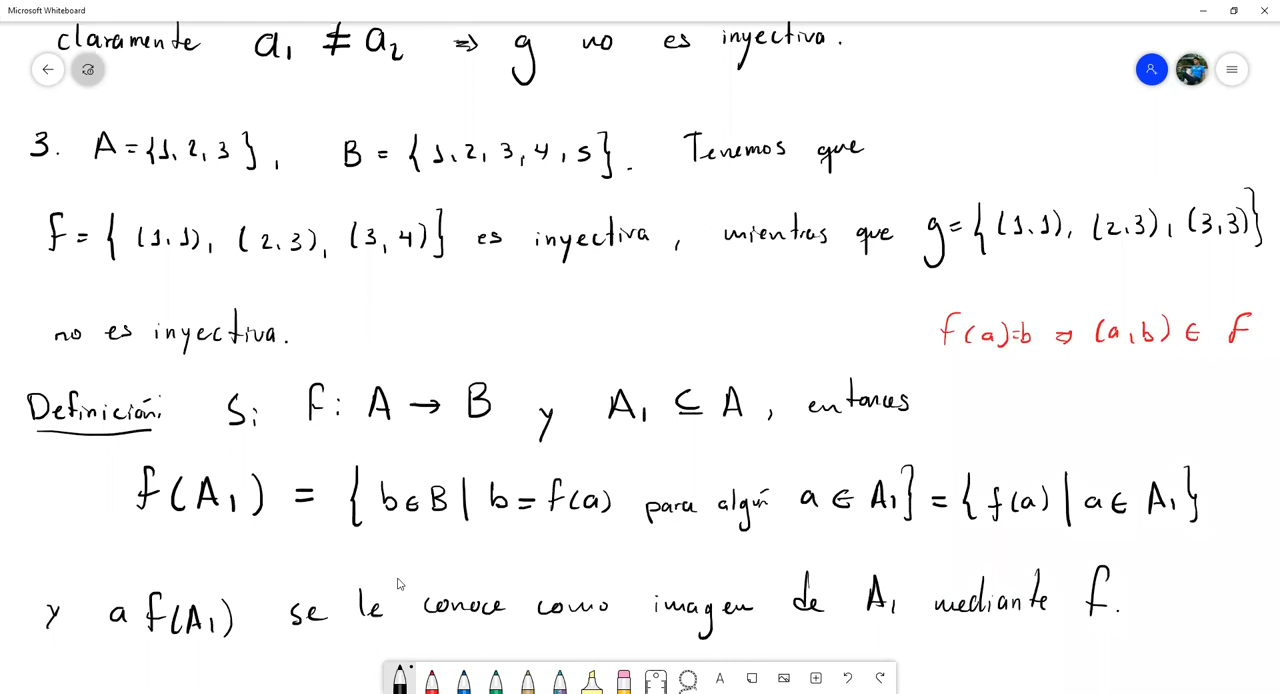 Microsoft Whiteboard
claramente a₁ ≠ a₂ ⇒ g no es inyectiva.
3. A = {1, 2, 3}, B = {1, 2, 3, 4, 5}. Tenemos que
f = {(1,1), (2,3), (3,4)} es inyectiva, mientras que g = {(1,1), (2,3), (3,3)}
no es inyectiva.
f(a)=b ⇒ (a,b) ∈ f
Definición: Si f: A → B y A₁ ⊆ A, entonces
f(A₁) = {b ∈ B | b = f(a) para algún a ∈ A₁} = {f(a) | a ∈ A₁}
y a f(A₁) se le conoce como imagen de A₁ mediante f.
A